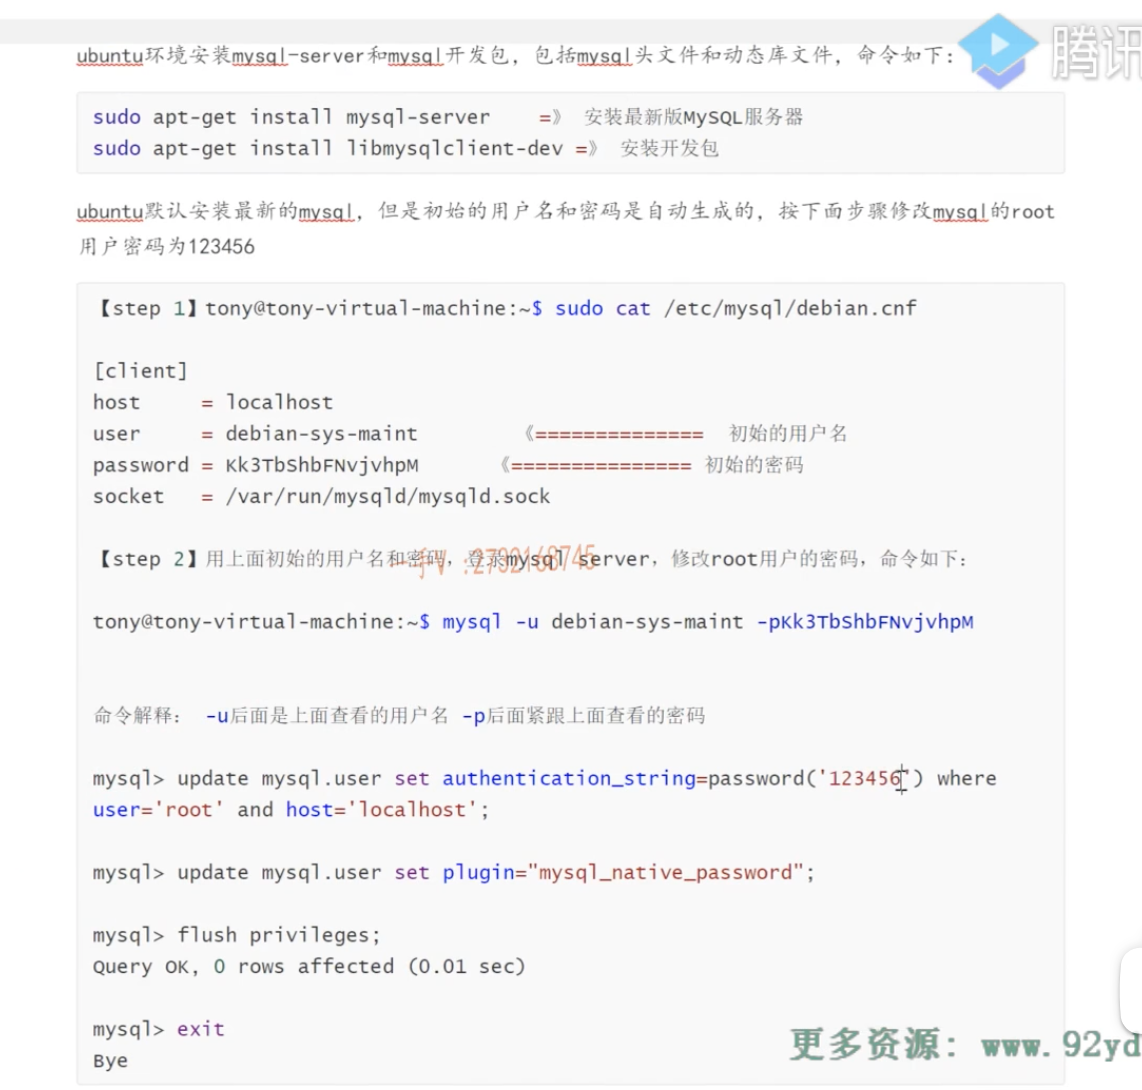 腾讯
ubuntu环境安装mysql-server和mysql开发包，包括mysql头文件和动态库文件，命令如下：
sudo apt-get install mysql-server =》 安装最新版MySQL服务器
sudo apt-get install libmysqlclient-dev =》 安装开发包
ubuntu默认安装最新的mysql，但是初始的用户名和密码是自动生成的，按下面步骤修改mysql的root
用户密码为123456
【step 1】tony@tony-virtual-machine:~$ sudo cat /etc/mysql/debian.cnf
[client]
host = localhost
user = debian-sys-maint 《============== 初始的用户名
password = Kk3TbShbFNvjvhpM 《=============== 初始的密码
socket = /var/run/mysqld/mysqld.sock
【step 2】用上面初始的用户名和密码，登录mysql server，修改root用户的密码，命令如下：
一手V :2792168745
tony@tony-virtual-machine:~$ mysql -u debian-sys-maint -pKk3TbShbFNvjvhpM
命令解释： -u后面是上面查看的用户名 -p后面紧跟上面查看的密码
mysql> update mysql.user set authentication_string=password('123456') where
user='root' and host='localhost';
mysql> update mysql.user set plugin="mysql_native_password";
mysql> flush privileges;
Query OK, 0 rows affected (0.01 sec)
mysql> exit
Bye
更多资源：www.92yd